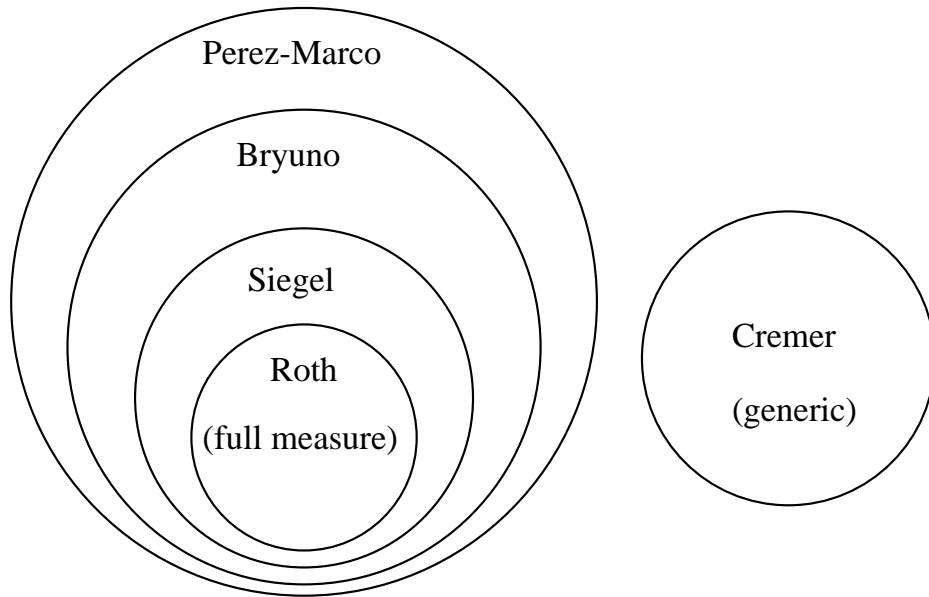 Perez-Marco
Bryuno
Siegel
Roth
(full measure)
Cremer
(generic)